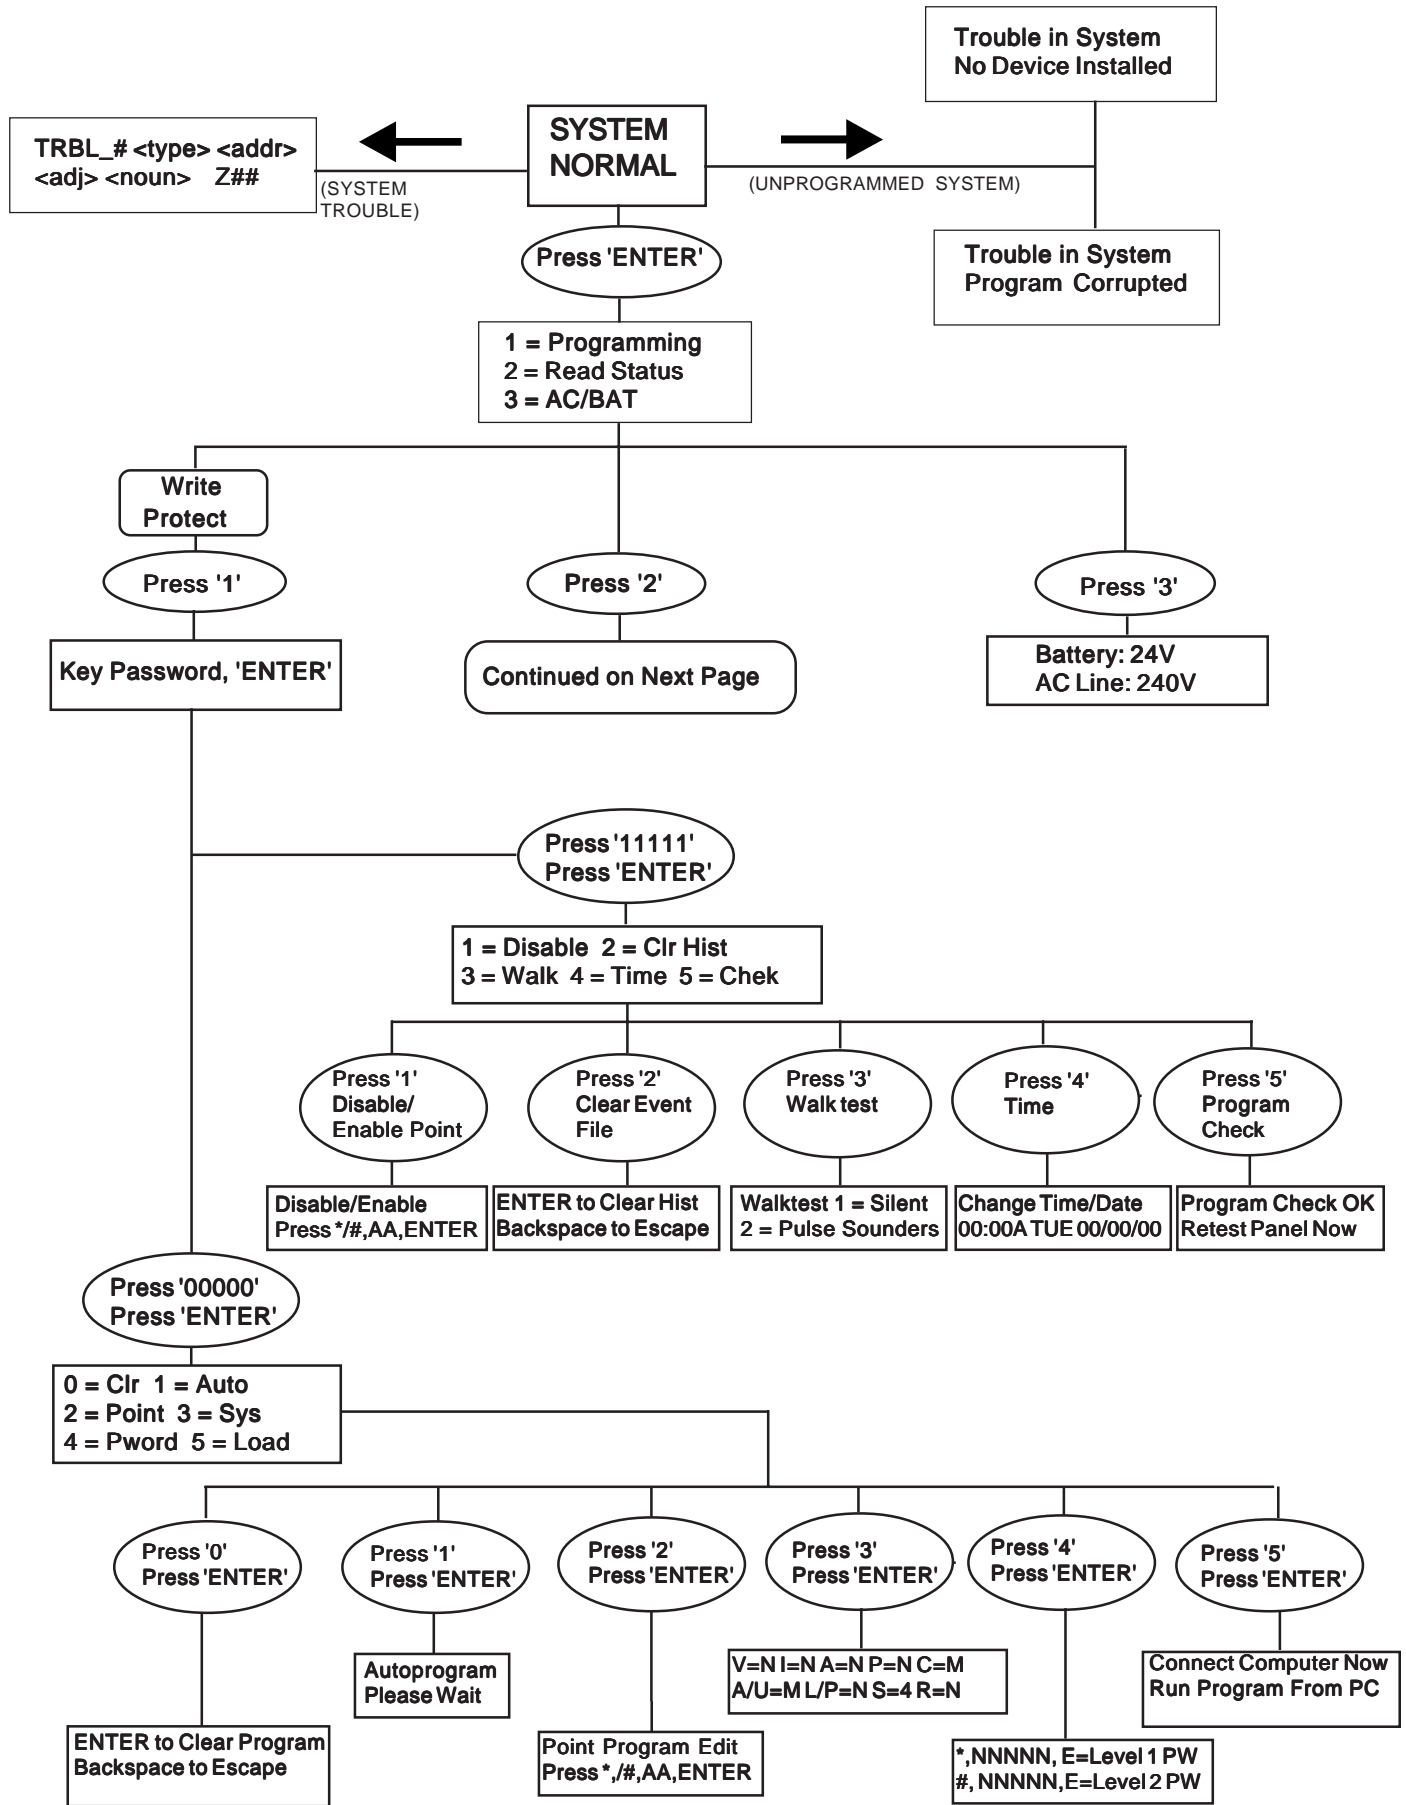 Trouble in System
No Device Installed
SYSTEM
NORMAL
TRBL_# <type> <addr>
<adj> <noun> Z##
(SYSTEM
TROUBLE)
(UNPROGRAMMED SYSTEM)
Trouble in System
Program Corrupted
Press 'ENTER'
1 = Programming
2 = Read Status
3 = AC/BAT
Write
Protect
Press '1'
Press '2'
Press '3'
Key Password, 'ENTER'
Continued on Next Page
Battery: 24V
AC Line: 240V
Press '11111'
Press 'ENTER'
1 = Disable 2 = Clr Hist
3 = Walk 4 = Time 5 = Chek
Press '1'
Disable/
Enable Point
Press '2'
Clear Event
File
Press '3'
Walk test
Press '4'
Time
Press '5'
Program
Check
Disable/Enable
Press */#,AA,ENTER
ENTER to Clear Hist
Backspace to Escape
Walktest 1 = Silent
2 = Pulse Sounders
Change Time/Date
00:00A TUE 00/00/00
Program Check OK
Retest Panel Now
Press '00000'
Press 'ENTER'
0 = Clr 1 = Auto
2 = Point 3 = Sys
4 = Pword 5 = Load
Press '0'
Press 'ENTER'
Press '1'
Press 'ENTER'
Press '2'
Press 'ENTER'
Press '3'
Press 'ENTER'
Press '4'
Press 'ENTER'
Press '5'
Press 'ENTER'
ENTER to Clear Program
Backspace to Escape
Autoprogram
Please Wait
Point Program Edit
Press *,/#,AA,ENTER
V=N I=N A=N P=N C=M
A/U=M L/P=N S=4 R=N
*,NNNNN, E=Level 1 PW
#, NNNNN,E=Level 2 PW
Connect Computer Now
Run Program From PC